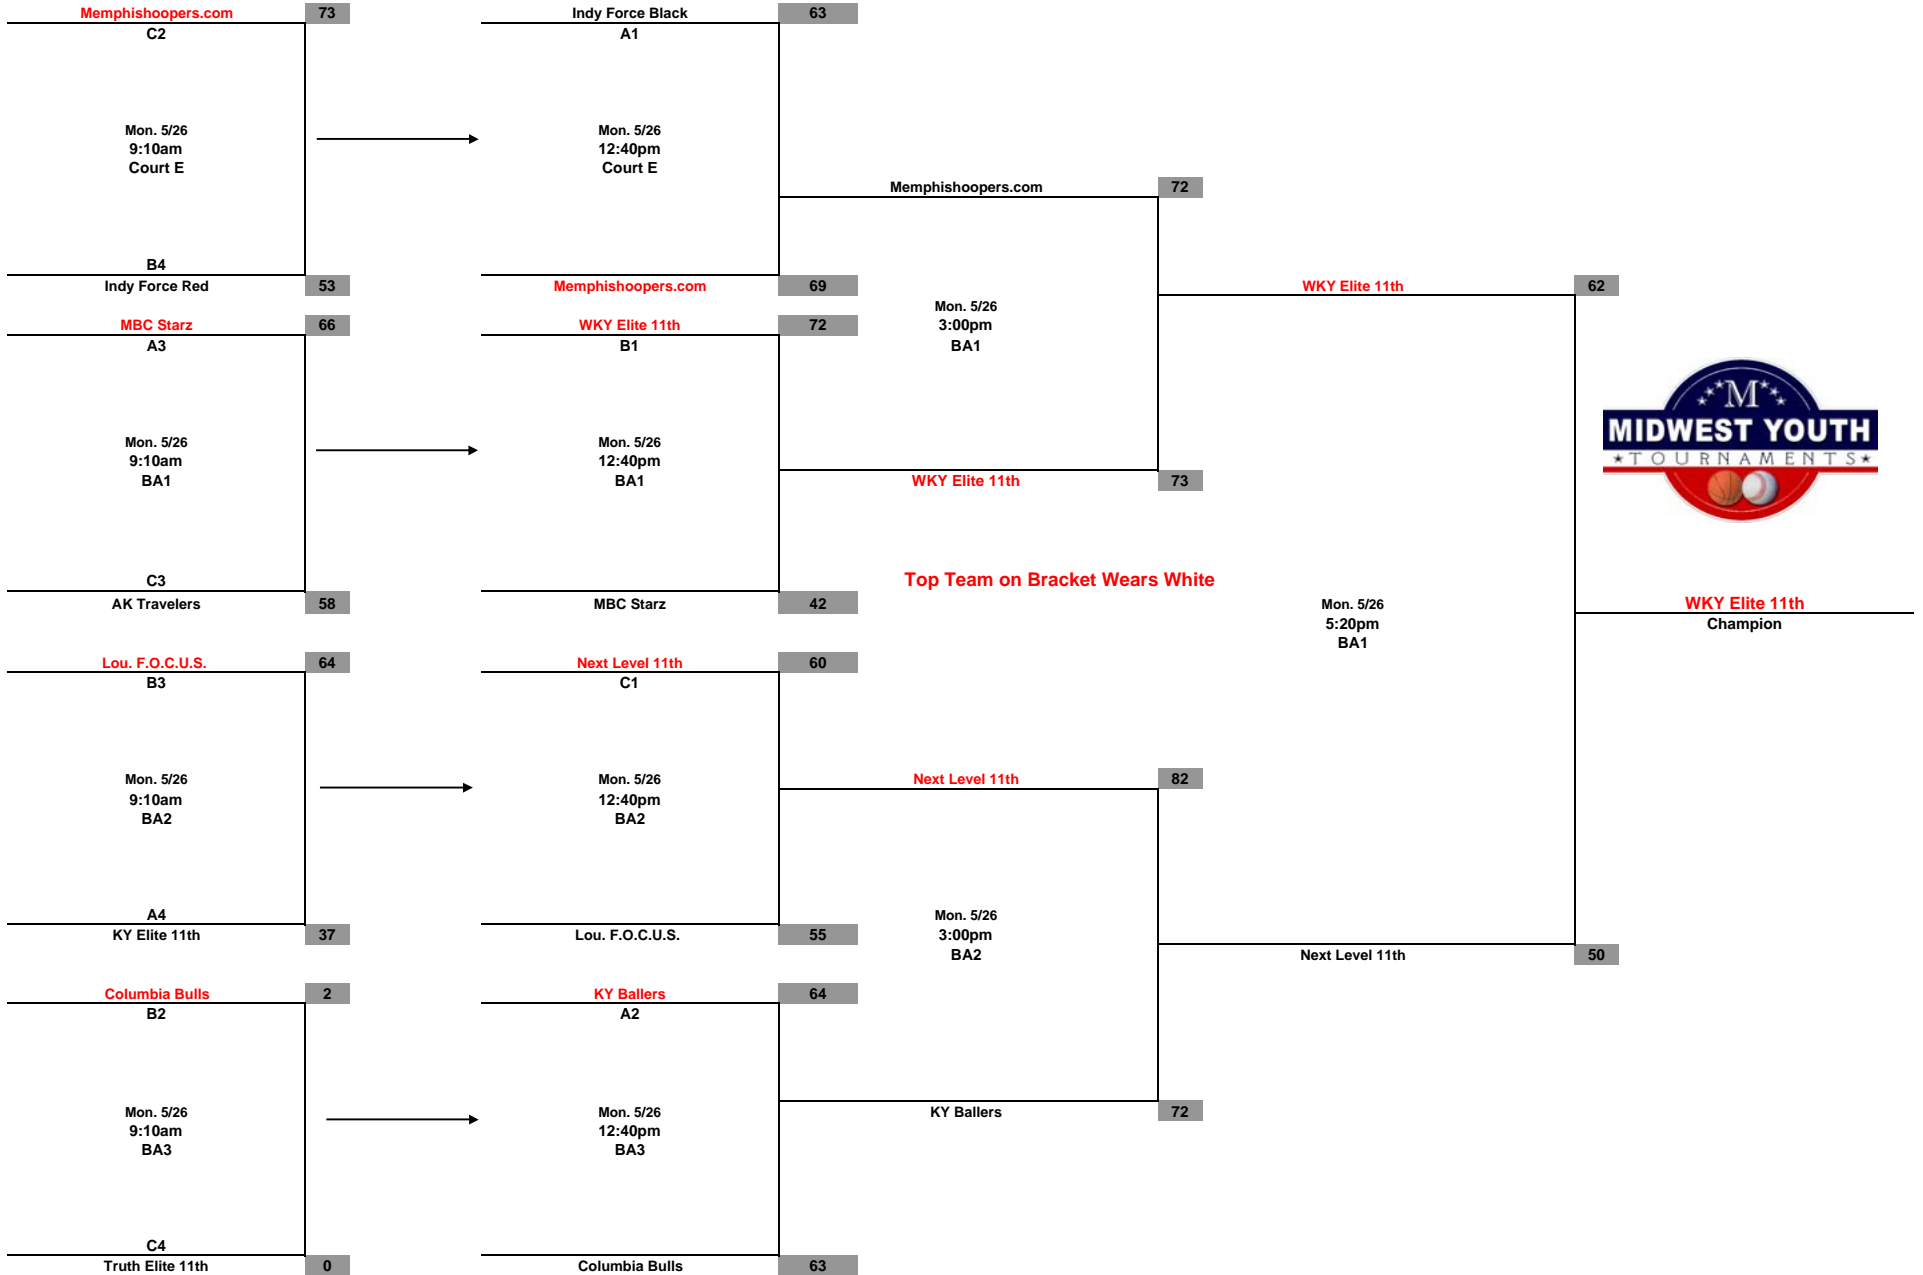 Memphishoopers.com 73
C2
Mon. 5/26
9:10am
Court E
B4
Indy Force Red 53
MBC Starz 66
A3
Mon. 5/26
9:10am
BA1
C3
AK Travelers 58
Lou. F.O.C.U.S. 64
B3
Mon. 5/26
9:10am
BA2
A4
KY Elite 11th 37
Columbia Bulls 2
B2
Mon. 5/26
9:10am
BA3
C4
Truth Elite 11th 0
Indy Force Black 63
A1
Mon. 5/26
12:40pm
Court E
Memphishoopers.com 69
WKY Elite 11th 72
B1
Mon. 5/26
12:40pm
BA1
MBC Starz 42
Next Level 11th 60
C1
Mon. 5/26
12:40pm
BA2
Lou. F.O.C.U.S. 55
KY Ballers 64
A2
Mon. 5/26
12:40pm
BA3
Columbia Bulls 63
Memphishoopers.com 72
Mon. 5/26
3:00pm
BA1
WKY Elite 11th 73
Top Team on Bracket Wears White
Next Level 11th 82
Mon. 5/26
3:00pm
BA2
KY Ballers 72
WKY Elite 11th 62
Mon. 5/26
5:20pm
BA1
Next Level 11th 50
M
MIDWEST YOUTH
TOURNAMENTS
WKY Elite 11th
Champion